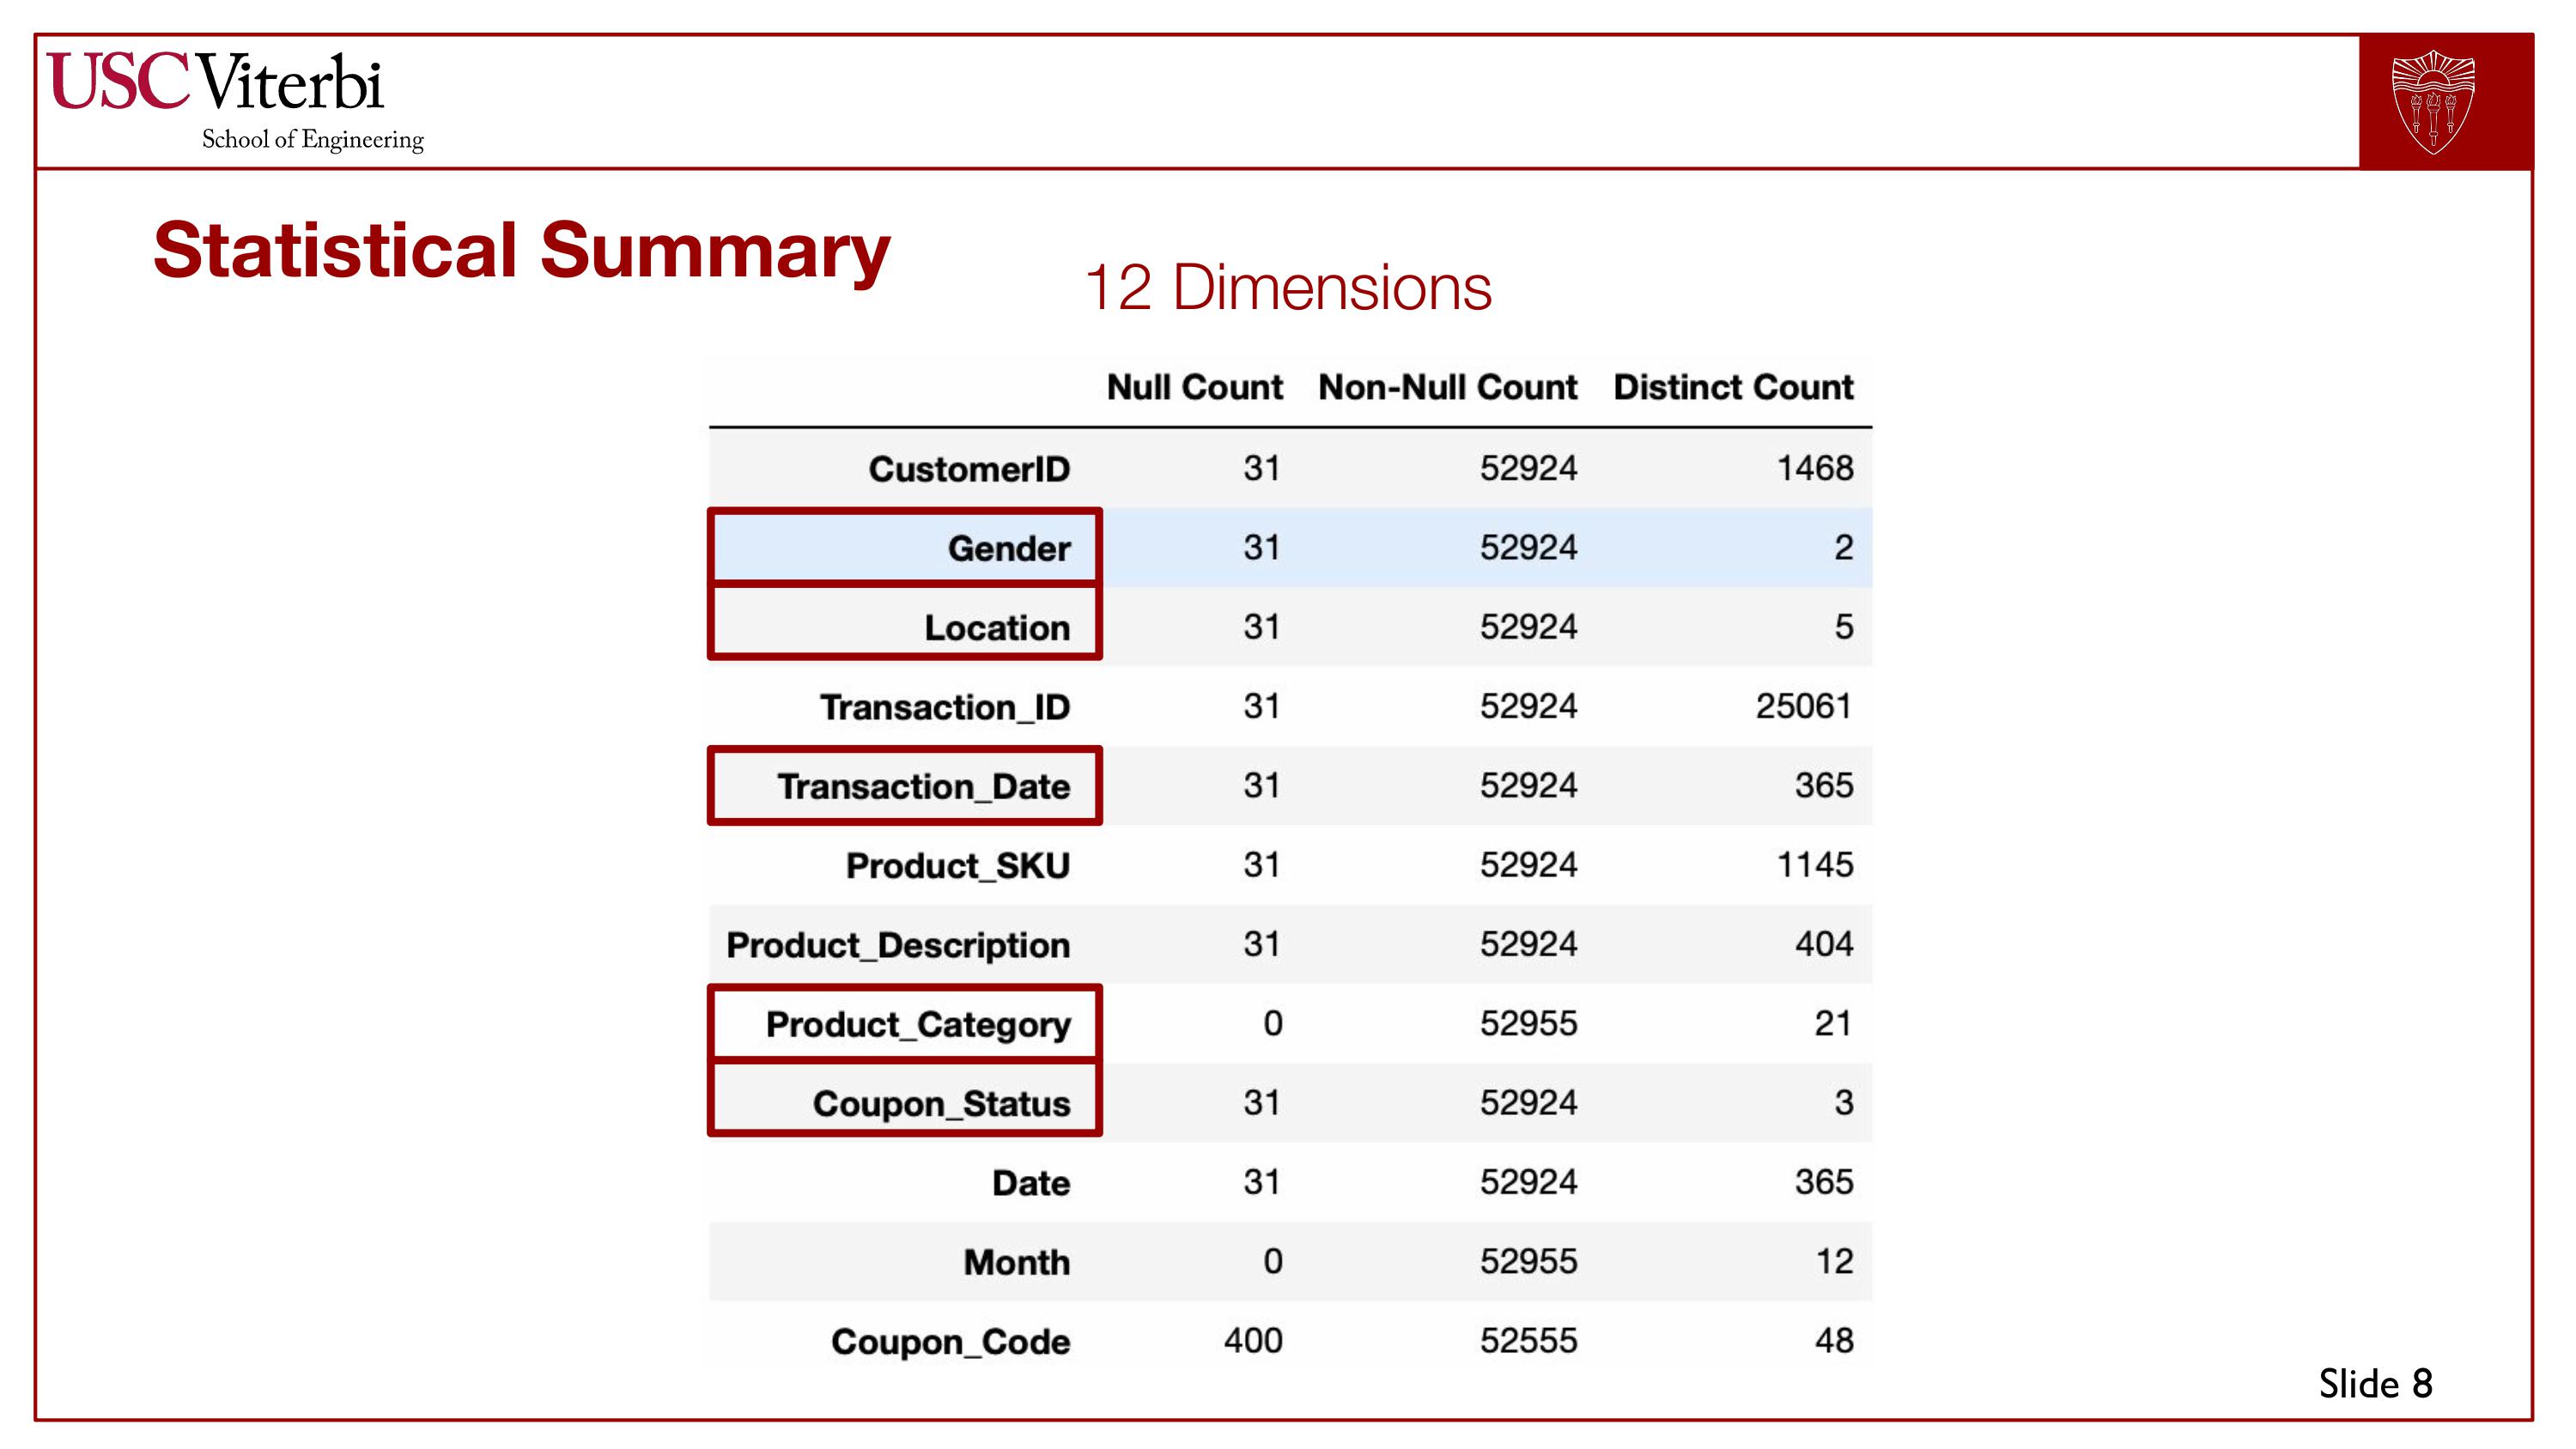 USC Viterbi
School of Engineering
Statistical Summary
12 Dimensions
Null Count Non-Null Count Distinct Count
CustomerID 31 52924 1468
Gender 31 52924 2
Location 31 52924 5
Transaction_ID 31 52924 25061
Transaction_Date 31 52924 365
Product_SKU 31 52924 1145
Product_Description 31 52924 404
Product_Category 0 52955 21
Coupon_Status 31 52924 3
Date 31 52924 365
Month 0 52955 12
Coupon_Code 400 52555 48
Slide 8